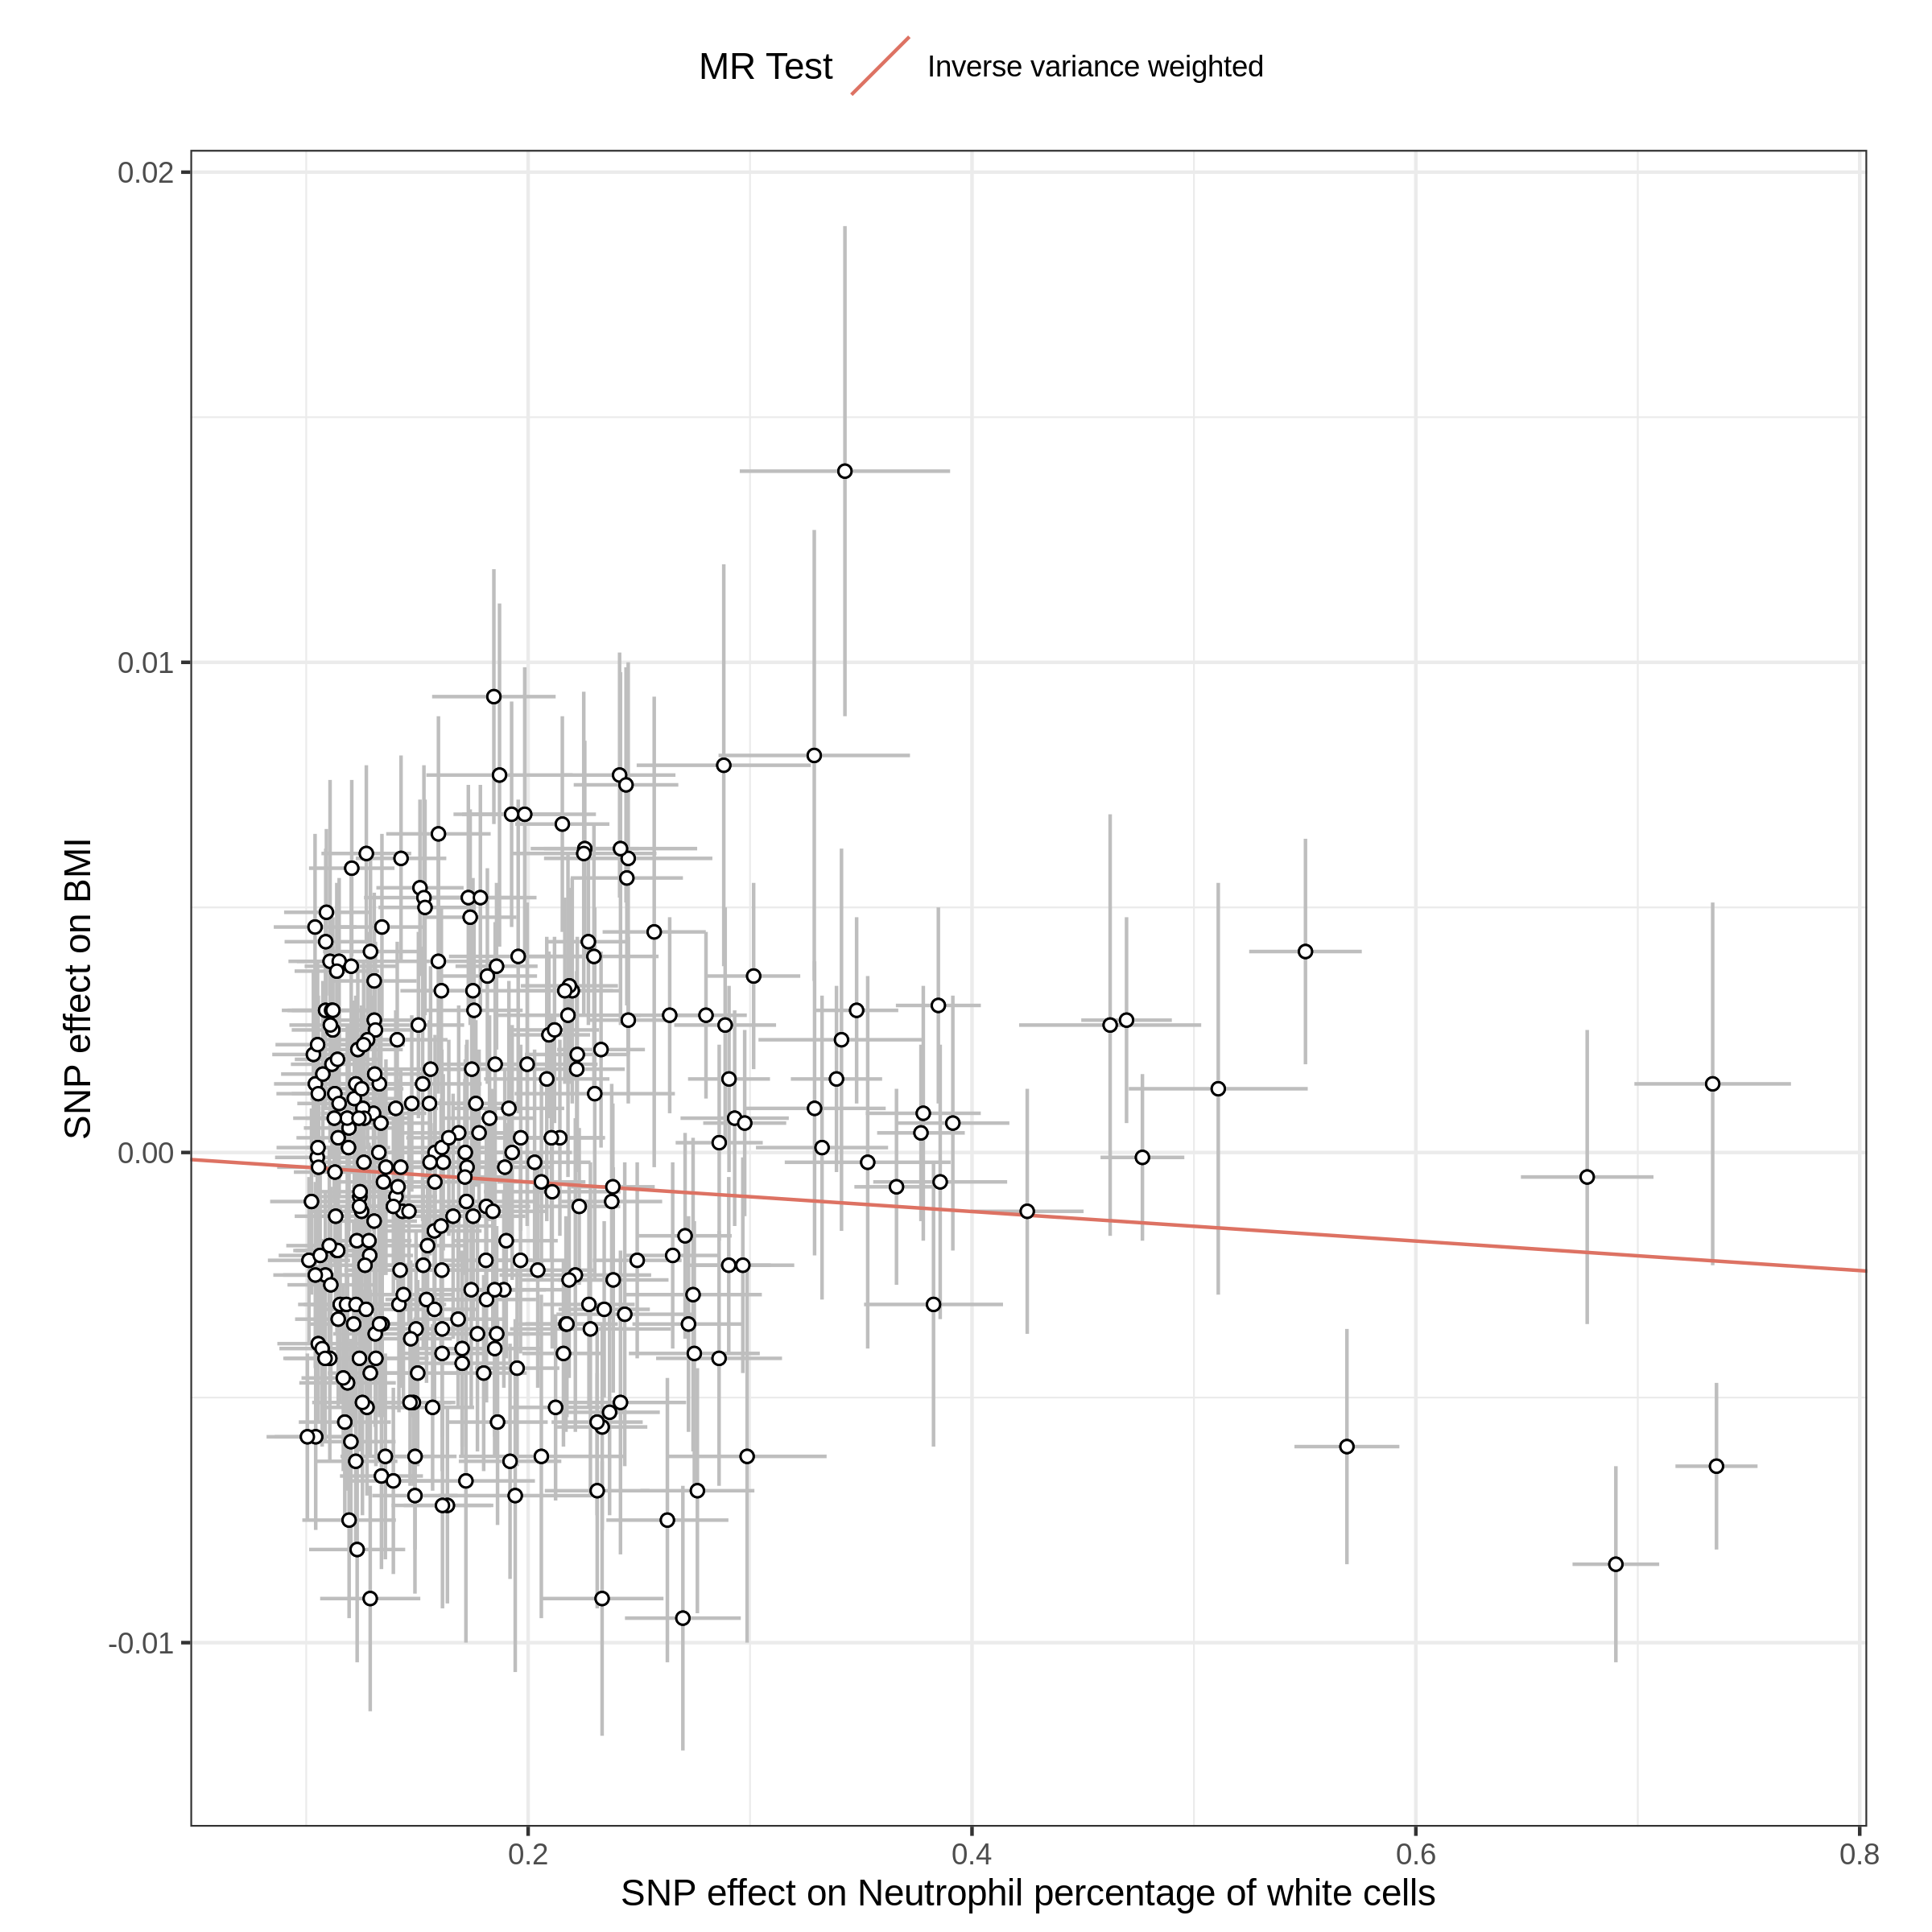 MR Test Inverse variance weighted
0.02
0.01
0.00
-0.01
SNP effect on BMI
0.2 0.4 0.6 0.8
SNP effect on Neutrophil percentage of white cells